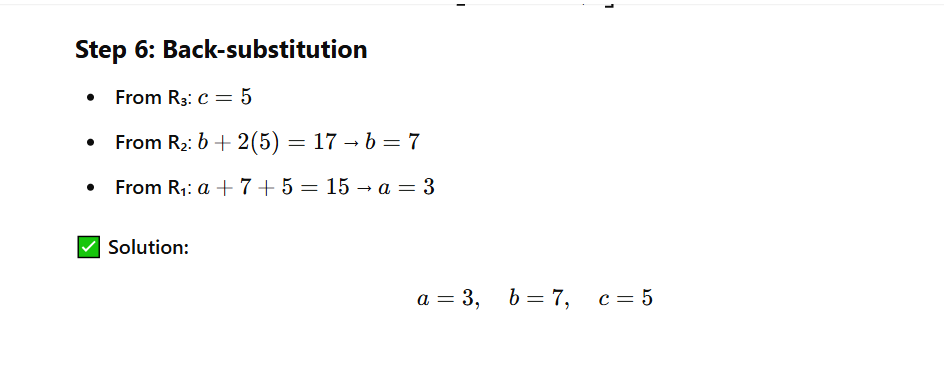 Step 6: Back-substitution
• From R₃: c = 5
• From R₂: b + 2(5) = 17 → b = 7
• From R₁: a + 7 + 5 = 15 → a = 3
✅ Solution:
a = 3, b = 7, c = 5